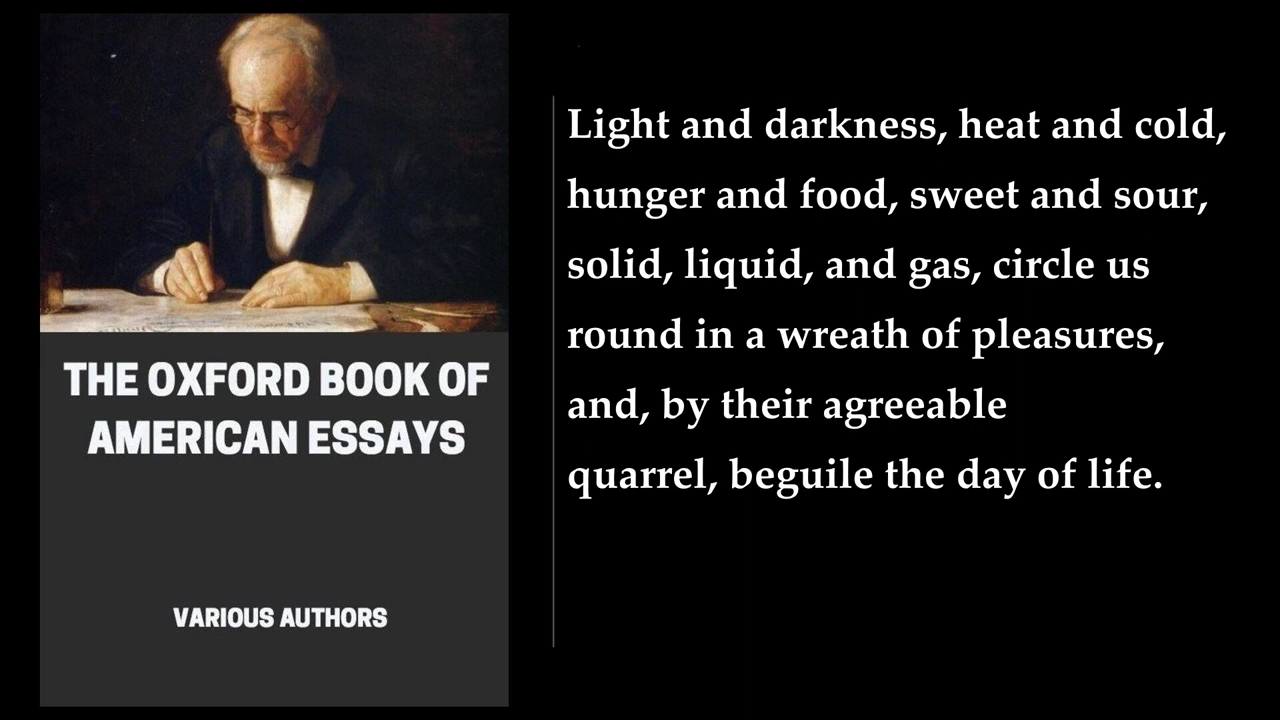 THE OXFORD BOOK OF
AMERICAN ESSAYS
VARIOUS AUTHORS
Light and darkness, heat and cold,
hunger and food, sweet and sour,
solid, liquid, and gas, circle us
round in a wreath of pleasures,
and, by their agreeable
quarrel, beguile the day of life.